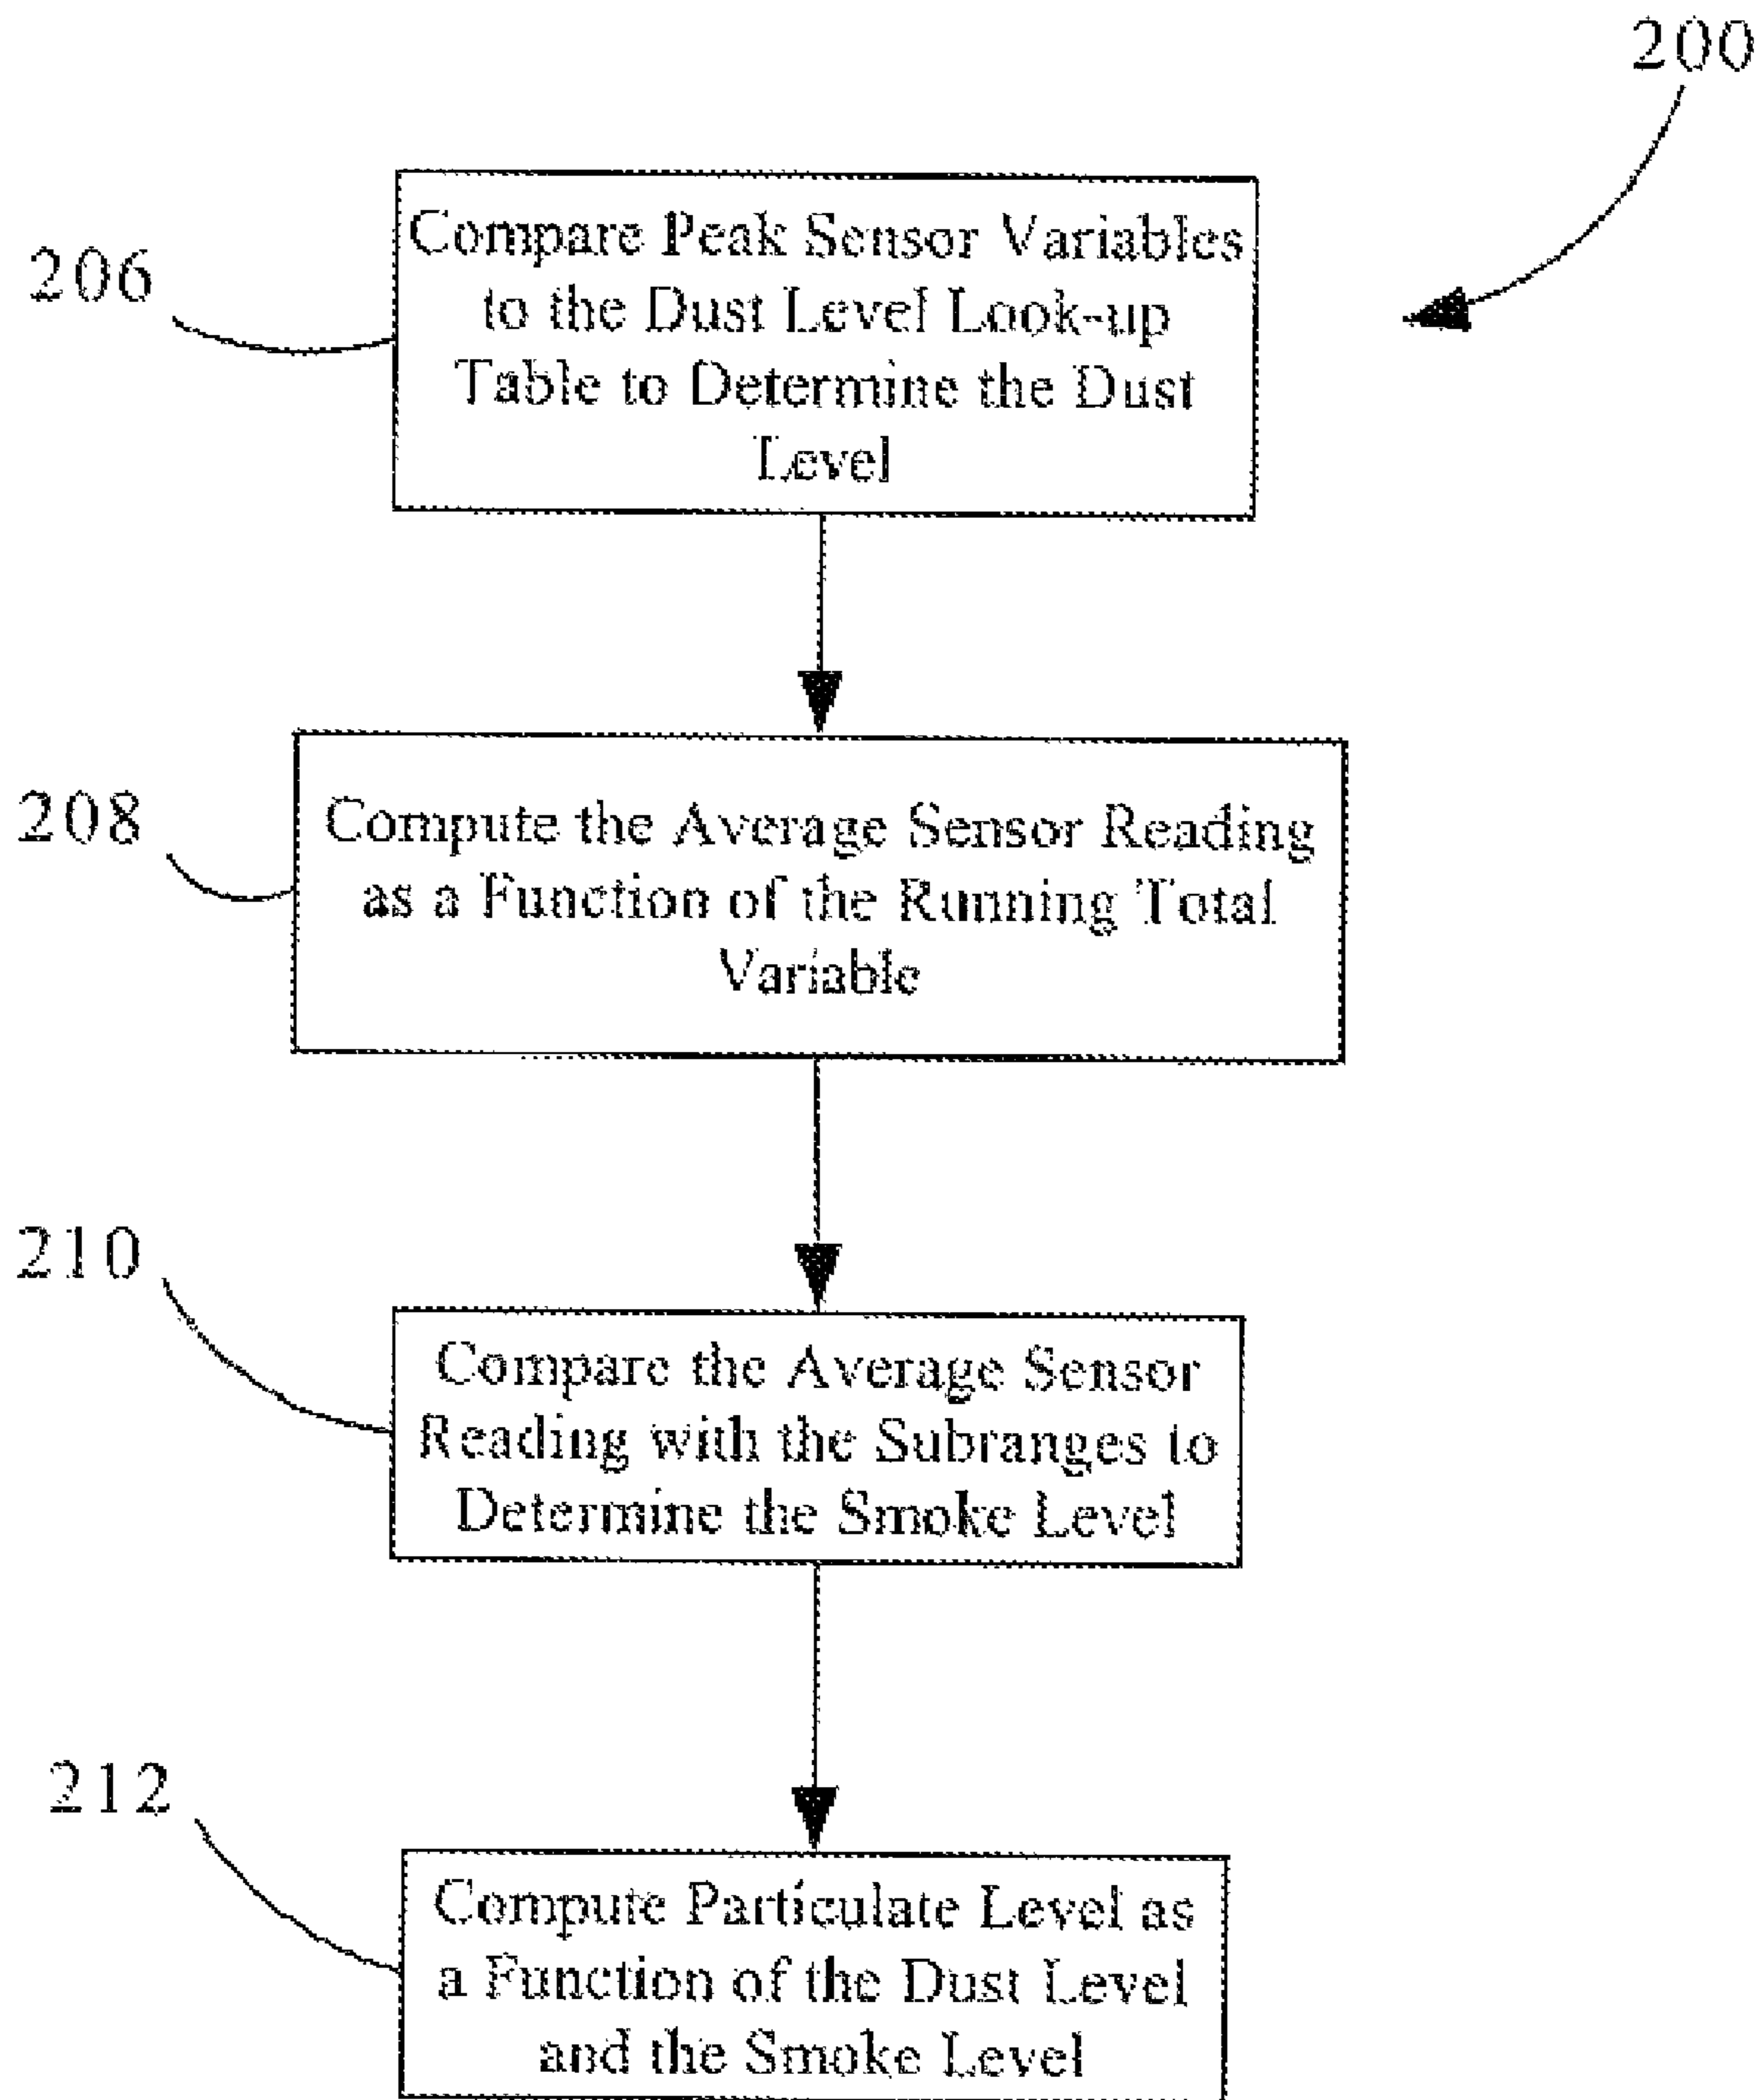 200
206
Compare Peak Sensor Variables
to the Dust Level Look-up
Table to Determine the Dust
Level
208
Compute the Average Sensor Reading
as a Function of the Running Total
Variable
210
Compare the Average Sensor
Reading with the Subranges to
Determine the Smoke Level
212
Compute Particulate Level as
a Function of the Dust Level
and the Smoke Level